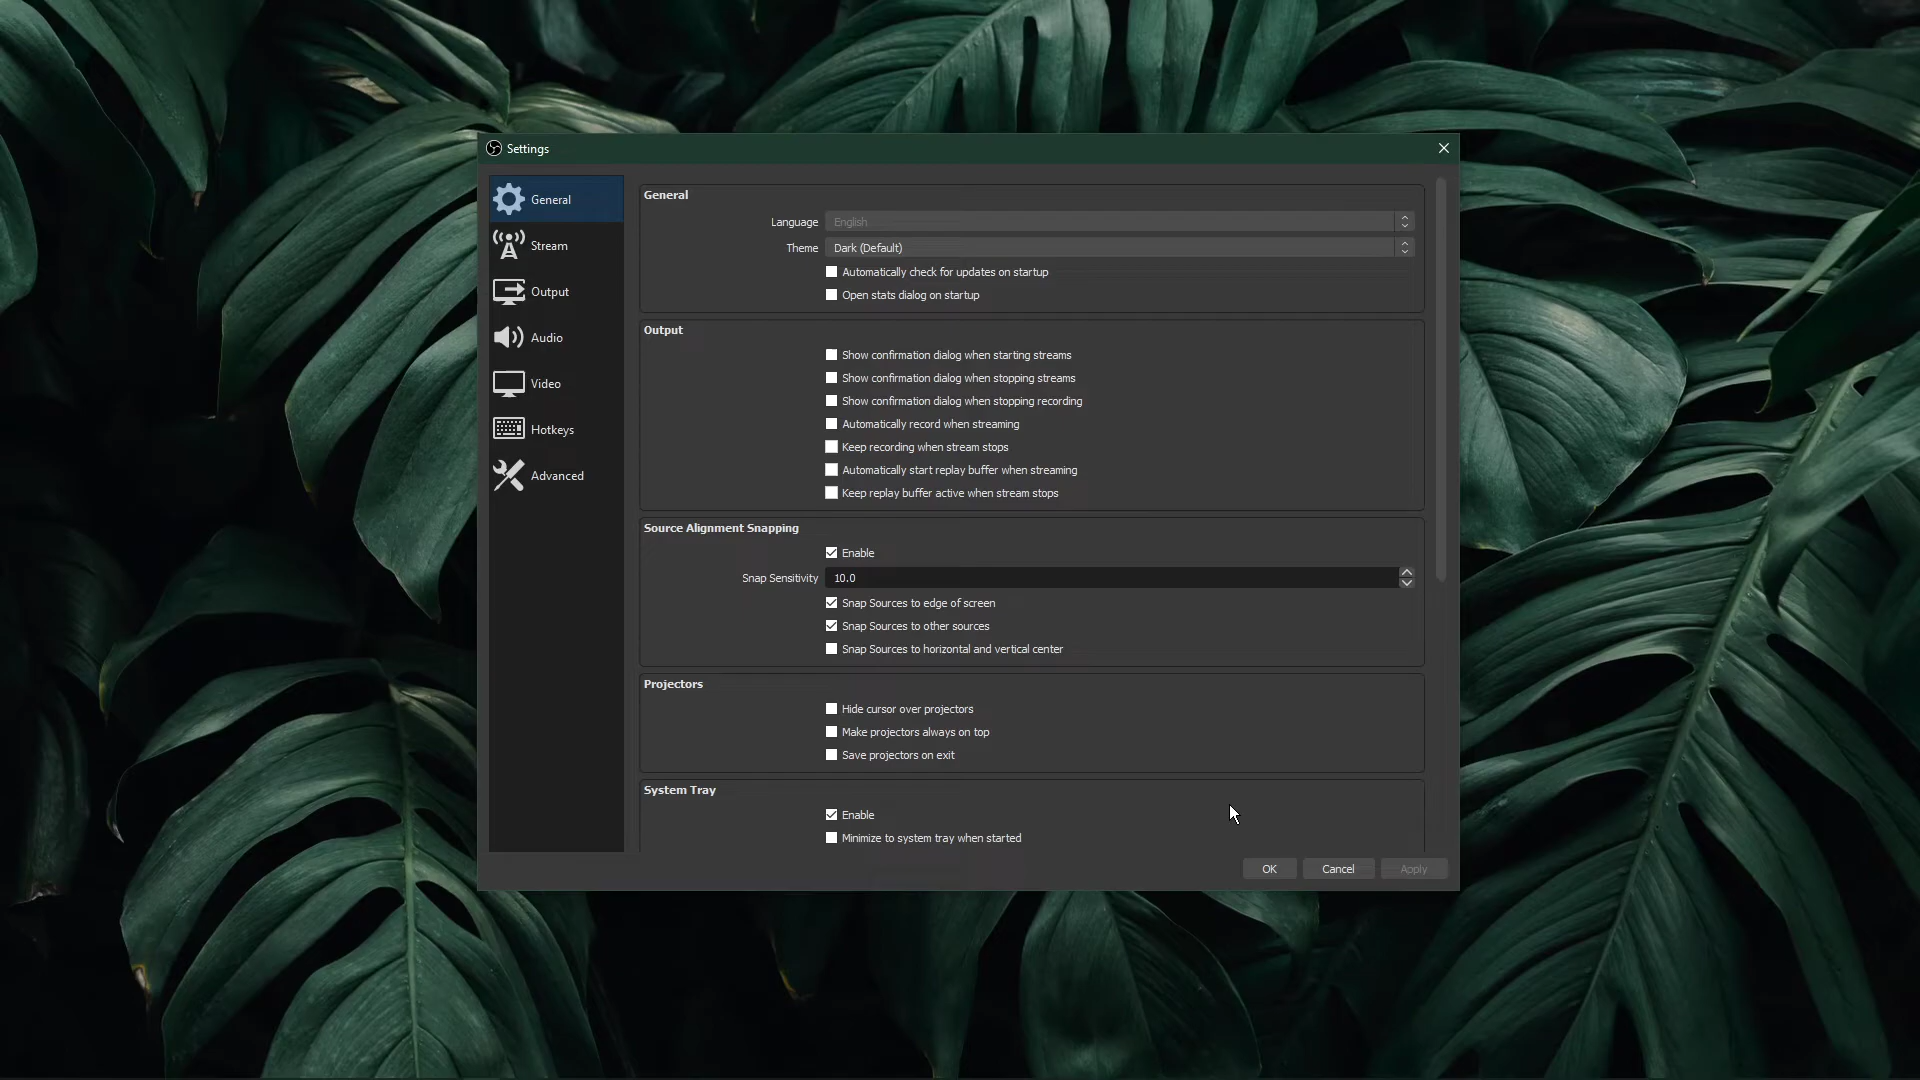 Settings
General
Stream
Output
Audio
Video
Hotkeys
Advanced
General
Language English
Theme Dark (Default)
Automatically check for updates on startup
Open stats dialog on startup
Output
Show confirmation dialog when starting streams
Show confirmation dialog when stopping streams
Show confirmation dialog when stopping recording
Automatically record when streaming
Keep recording when stream stops
Automatically start replay buffer when streaming
Keep replay buffer active when stream stops
Source Alignment Snapping
Enable
Snap Sensitivity 10.0
Snap Sources to edge of screen
Snap Sources to other sources
Snap Sources to horizontal and vertical center
Projectors
Hide cursor over projectors
Make projectors always on top
Save projectors on exit
System Tray
Enable
Minimize to system tray when started
OK Cancel Apply